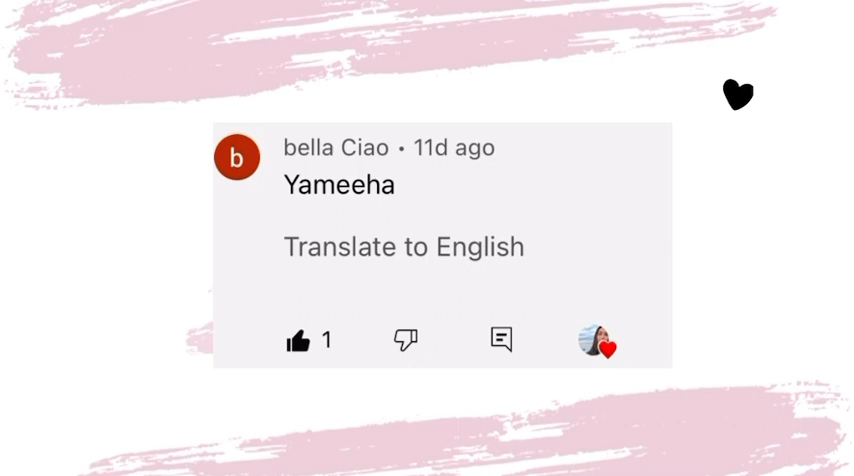 b
bella Ciao • 11d ago
Yameeha
Translate to English
1